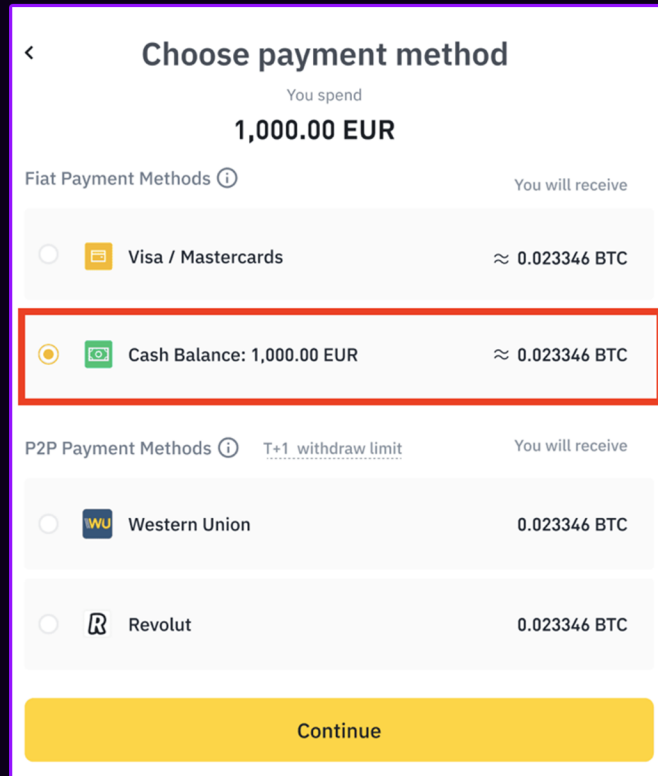 Choose payment method
You spend
1,000.00 EUR
Fiat Payment Methods
You will receive
Visa / Mastercards
≈ 0.023346 BTC
Cash Balance: 1,000.00 EUR
≈ 0.023346 BTC
P2P Payment Methods
T+1 withdraw limit
You will receive
WU
Western Union
0.023346 BTC
R
Revolut
0.023346 BTC
Continue